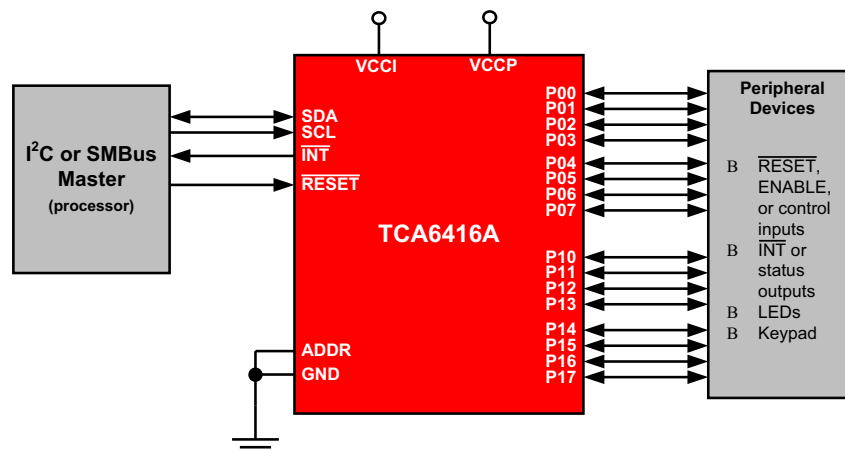 VCCI
VCCP
I²C or SMBus
Master
(processor)
SDA
SCL
INT
RESET
TCA6416A
ADDR
GND
P00
P01
P02
P03
P04
P05
P06
P07
P10
P11
P12
P13
P14
P15
P16
P17
Peripheral
Devices
B RESET,
ENABLE,
or control
inputs
B INT or
status
outputs
B LEDs
B Keypad